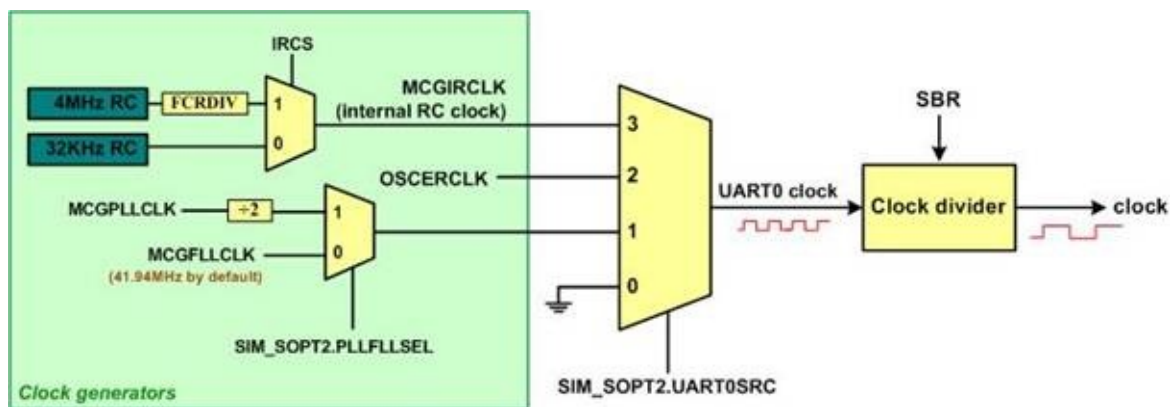 IRCS
4MHz RC
FCRDIV
1
MCGIRCLK
(internal RC clock)
32KHz RC
0
3
SBR
OSCERCLK
2
UART0 clock
Clock divider
clock
MCGPLLCLK
÷2
1
MCGFLLCLK
0
1
(41.94MHz by default)
0
SIM_SOPT2.PLLFLLSEL
SIM_SOPT2.UART0SRC
Clock generators